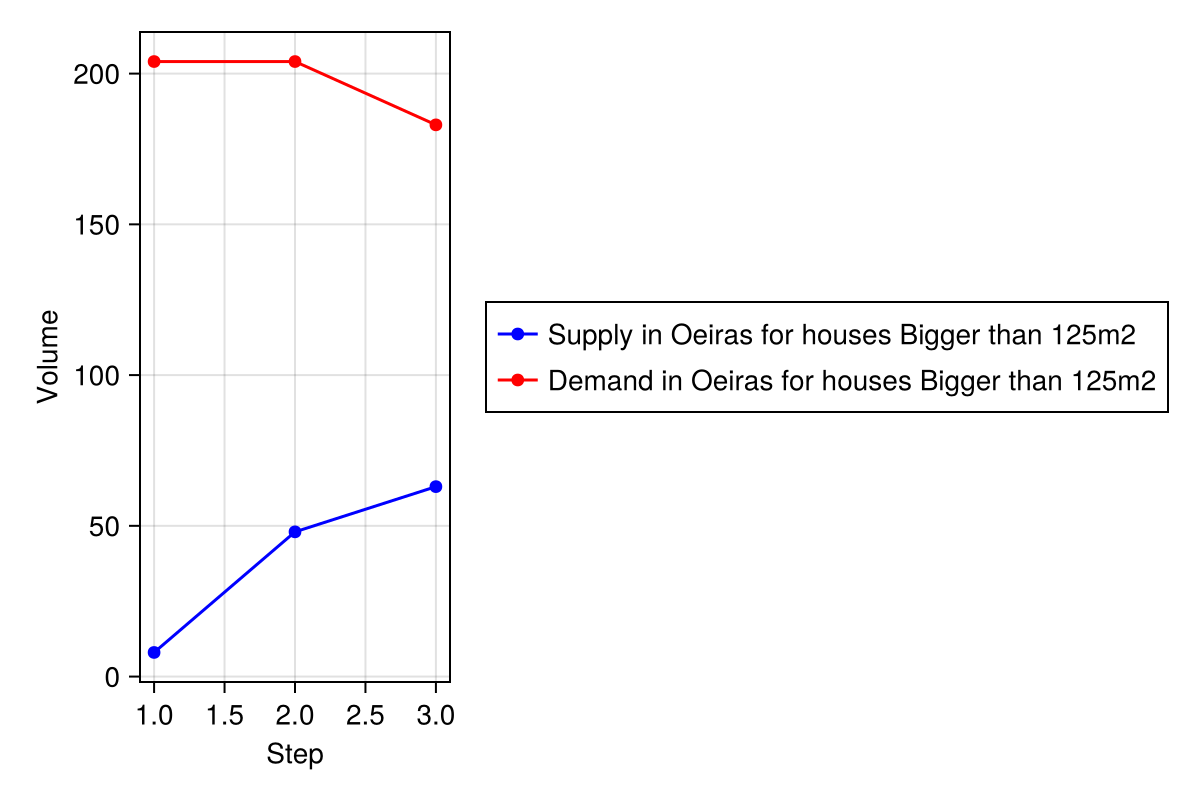 200
150
100
50
0
Volume
1.0 1.5 2.0 2.5 3.0
Step
Supply in Oeiras for houses Bigger than 125m2
Demand in Oeiras for houses Bigger than 125m2